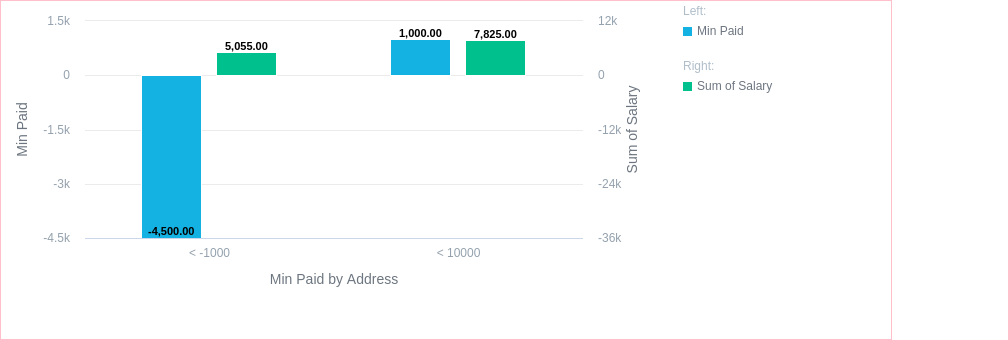 Left:
Min Paid
Right:
Sum of Salary
Min Paid
1.5k
0
-1.5k
-3k
-4.5k
5,055.00
-4,500.00
1,000.00
7,825.00
12k
0
-12k
-24k
-36k
Sum of Salary
< -1000
< 10000
Min Paid by Address